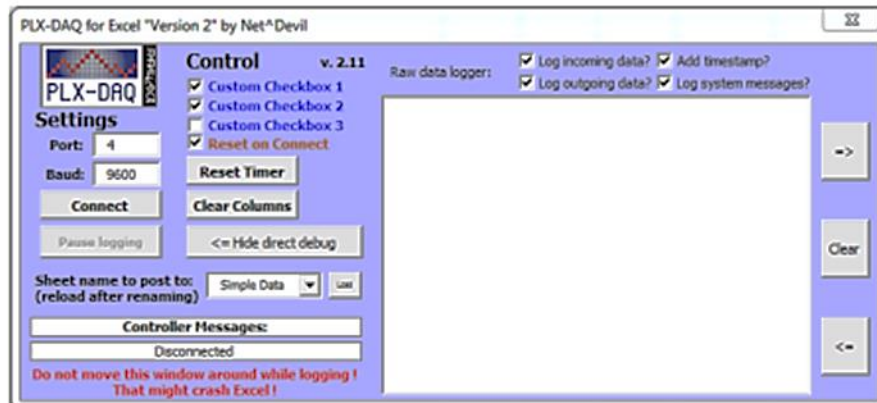 PLX-DAQ for Excel "Version 2" by Net^Devil
PLX-DAQ
PARALLAX
Control v. 2.11
Custom Checkbox 1
Custom Checkbox 2
Custom Checkbox 3
Reset on Connect
Settings
Port: 4
Baud: 9600
Reset Timer
Connect
Clear Columns
Pause logging
<= Hide direct debug
Sheet name to post to:
(reload after renaming)
Simple Data
Load
Controller Messages:
Disconnected
Do not move this window around while logging !
That might crash Excel !
Raw data logger:
Log incoming data? Add timestamp?
Log outgoing data? Log system messages?
=>
Clear
<=